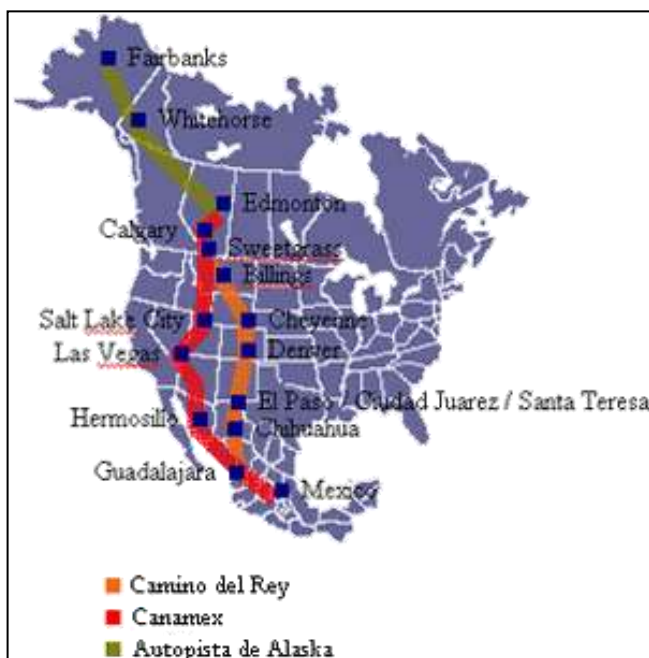 Fairbanks
Whitehorse
Edmonton
Calgary
Sweetgrass
Billings
Salt Lake City
Cheyenne
Las Vegas
Denver
El Paso / Ciudad Juarez / Santa Teresa
Hermosillo
Chihuahua
Guadalajara
Mexico
Camino del Rey
Canamex
Autopista de Alaska